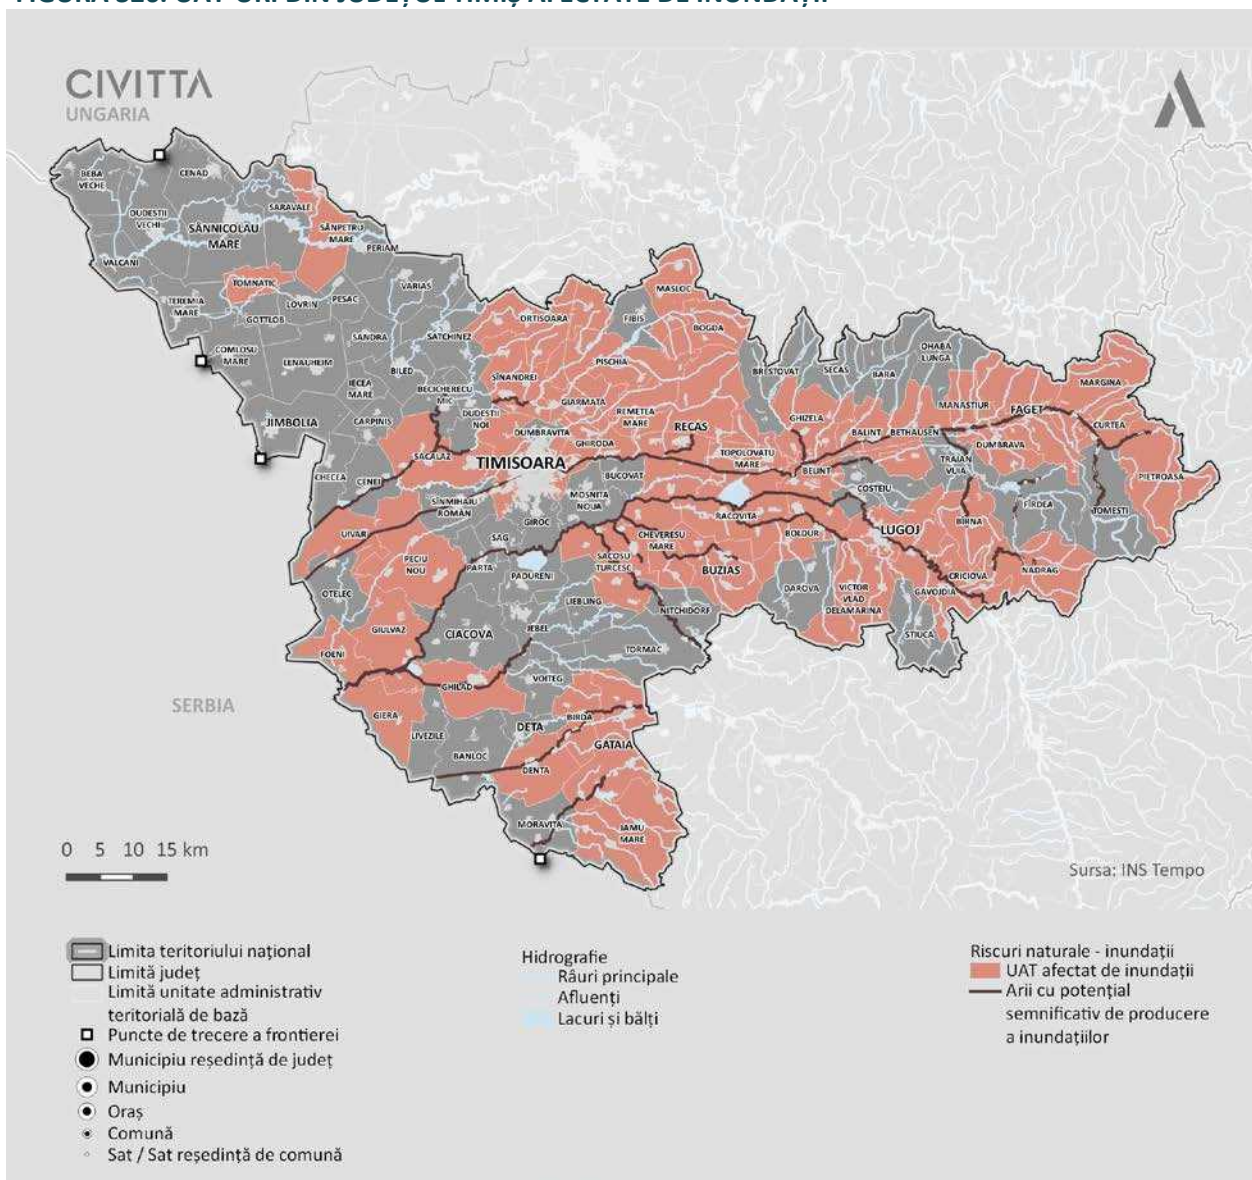 CIVITTA
UNGARIA
BEBA
VECHE
CENAD
DUDESTII
VECHI
SARAVALE
SÂNNICOLAU
MARE
SÂNPETRU
MARE
PERIAM
VALCANI
TOMNATIC
TEREMIA
MARE
LOVRIN
PESAC
VARIAS
GOTTLOB
SANDRA
SATCHINEZ
COMLOSU
MARE
LENAUHEIM
BILED
IECEA
MARE
BECICHERECU
MIC
JIMBOLIA
CARPINIS
DUDESTII
NOI
MASLOC
ORTISOARA
FIBIS
BOGDA
PISCHIA
SÎNANDREI
GIARMATA
REMETEA
MARE
DUMBRAVITA
GHIRODA
RECAS
BRESTOVAT
SECAS
BARA
OHABA
LUNGA
MARGINA
MANASTIUR
FAGET
GHIZELA
BALINT
BETHAUSEN
CURTEA
DUMBRAVA
TRAIAN
VUIA
PIETROASA
CHECEA
CENEI
SACALAZ
TIMISOARA
TOPOLOVATU
MARE
BELINT
COSTEIU
BUCOVAT
MOSNITA
NOUA
SÎNMIHAIU
ROMÂN
GIROC
RACOVITA
FÎRDEA
TOMESTI
UIVAR
SAG
CHEVERESU
MARE
BOLDUR
LUGOJ
BÎRNA
PECIU
NOU
PARTA
PADURENI
SACOSU
TURCESC
BUZIAS
CRICIOVA
NADRAG
OTELEC
LIEBLING
NITCHIDORF
DAROVA
VICTOR
VLAD
DELAMARINA
GAVOJDIA
STIUCA
GIULVAZ
FOENI
CIACOVA
JEBEL
TORMAC
GHILAD
VOITEG
SERBIA
GIERA
LIVEZILE
DETA
BIRDA
BANLOC
GATAIA
DENTA
MORAVITA
JAMU
MARE
0 5 10 15 km
Sursa: INS Tempo
Limita teritoriului național
Limită județ
Limită unitate administrativ
teritorială de bază
Puncte de trecere a frontierei
Municipiu reședință de județ
Municipiu
Oraș
Comună
Sat / Sat reședință de comună
Hidrografie
Râuri principale
Afluenți
Lacuri și bălți
Riscuri naturale - inundații
UAT afectat de inundații
Arii cu potențial
semnificativ de producere
a inundațiilor